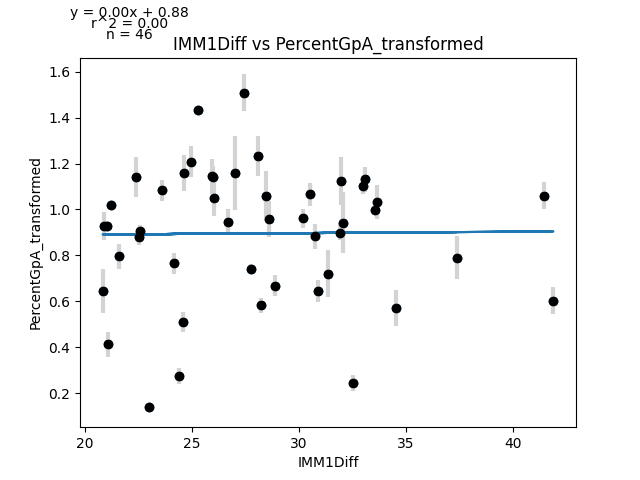 y = 0.00x + 0.88
r^2 = 0.00
n = 46
IMM1Diff vs PercentGpA_transformed
1.6
1.4
1.2
1.0
0.8
0.6
0.4
0.2
PercentGpA_transformed
20 25 30 35 40
IMM1Diff